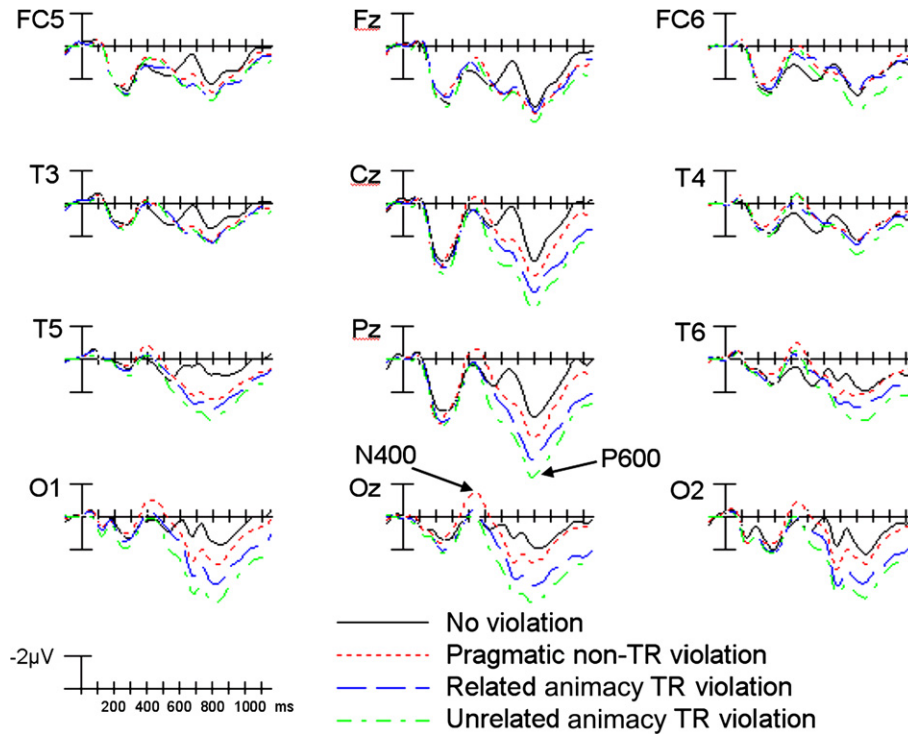 FC5 Fz FC6
T3 Cz T4
T5 Pz T6
N400 P600
O1 Oz O2
No violation
-2µV Pragmatic non-TR violation
Related animacy TR violation
200 400 600 800 1000 ms
Unrelated animacy TR violation